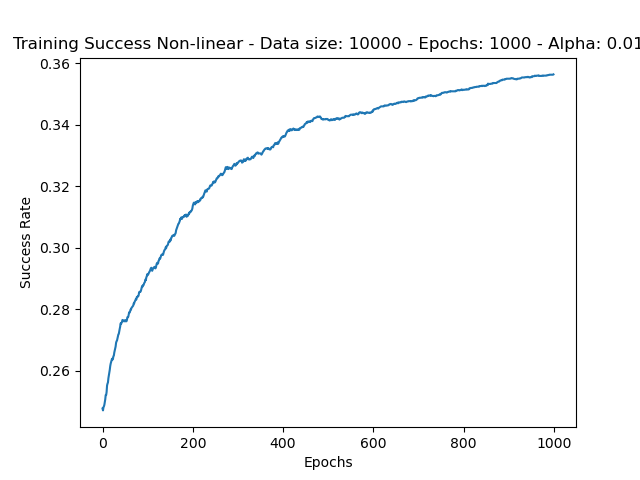 Training Success Non-linear - Data size: 10000 - Epochs: 1000 - Alpha: 0.01
0.36
0.34
0.32
0.30
0.28
0.26
Success Rate
0 200 400 600 800 1000
Epochs